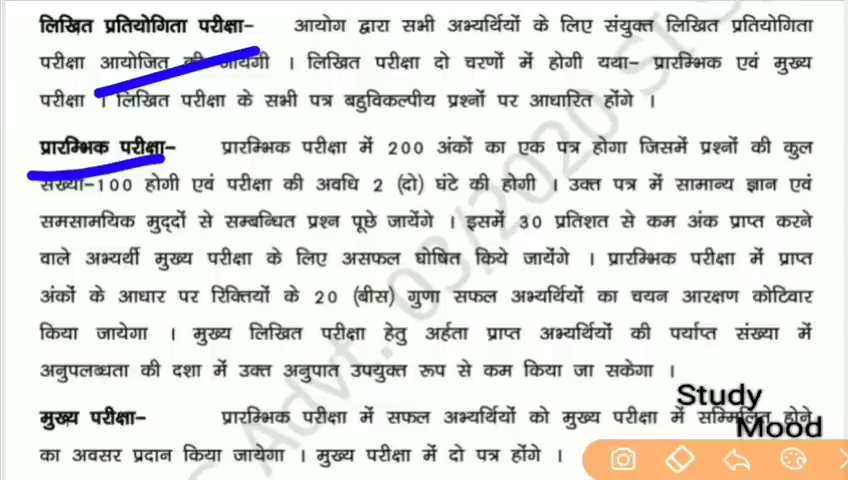 लिखित प्रतियोगिता परीक्षा- आयोग द्वारा सभी अभ्यर्थियों के लिए संयुक्त लिखित प्रतियोगिता
परीक्षा आयोजित की जायेगी । लिखित परीक्षा दो चरणों में होगी यथा- प्रारम्भिक एवं मुख्य
परीक्षा । लिखित परीक्षा के सभी पत्र बहुविकल्पीय प्रश्नों पर आधारित होंगे ।
प्रारम्भिक परीक्षा- प्रारम्भिक परीक्षा में 200 अंकों का एक पत्र होगा जिसमें प्रश्नों की कुल
संख्या-100 होगी एवं परीक्षा की अवधि 2 (दो) घंटे की होगी । उक्त पत्र में सामान्य ज्ञान एवं
समसामयिक मुद्दों से सम्बन्धित प्रश्न पूछे जायेंगे । इसमें 30 प्रतिशत से कम अंक प्राप्त करने
वाले अभ्यर्थी मुख्य परीक्षा के लिए असफल घोषित किये जायेंगे । प्रारम्भिक परीक्षा में प्राप्त
अंकों के आधार पर रिक्तियों के 20 (बीस) गुणा सफल अभ्यर्थियों का चयन आरक्षण कोटिवार
किया जायेगा । मुख्य लिखित परीक्षा हेतु अर्हता प्राप्त अभ्यर्थियों की पर्याप्त संख्या में
अनुपलब्धता की दशा में उक्त अनुपात उपयुक्त रूप से कम किया जा सकेगा ।
मुख्य परीक्षा- प्रारम्भिक परीक्षा में सफल अभ्यर्थियों को मुख्य परीक्षा में सम्मिलित होने
का अवसर प्रदान किया जायेगा । मुख्य परीक्षा में दो पत्र होंगे ।
Study
Mood
Advt. 03/2020 SI S